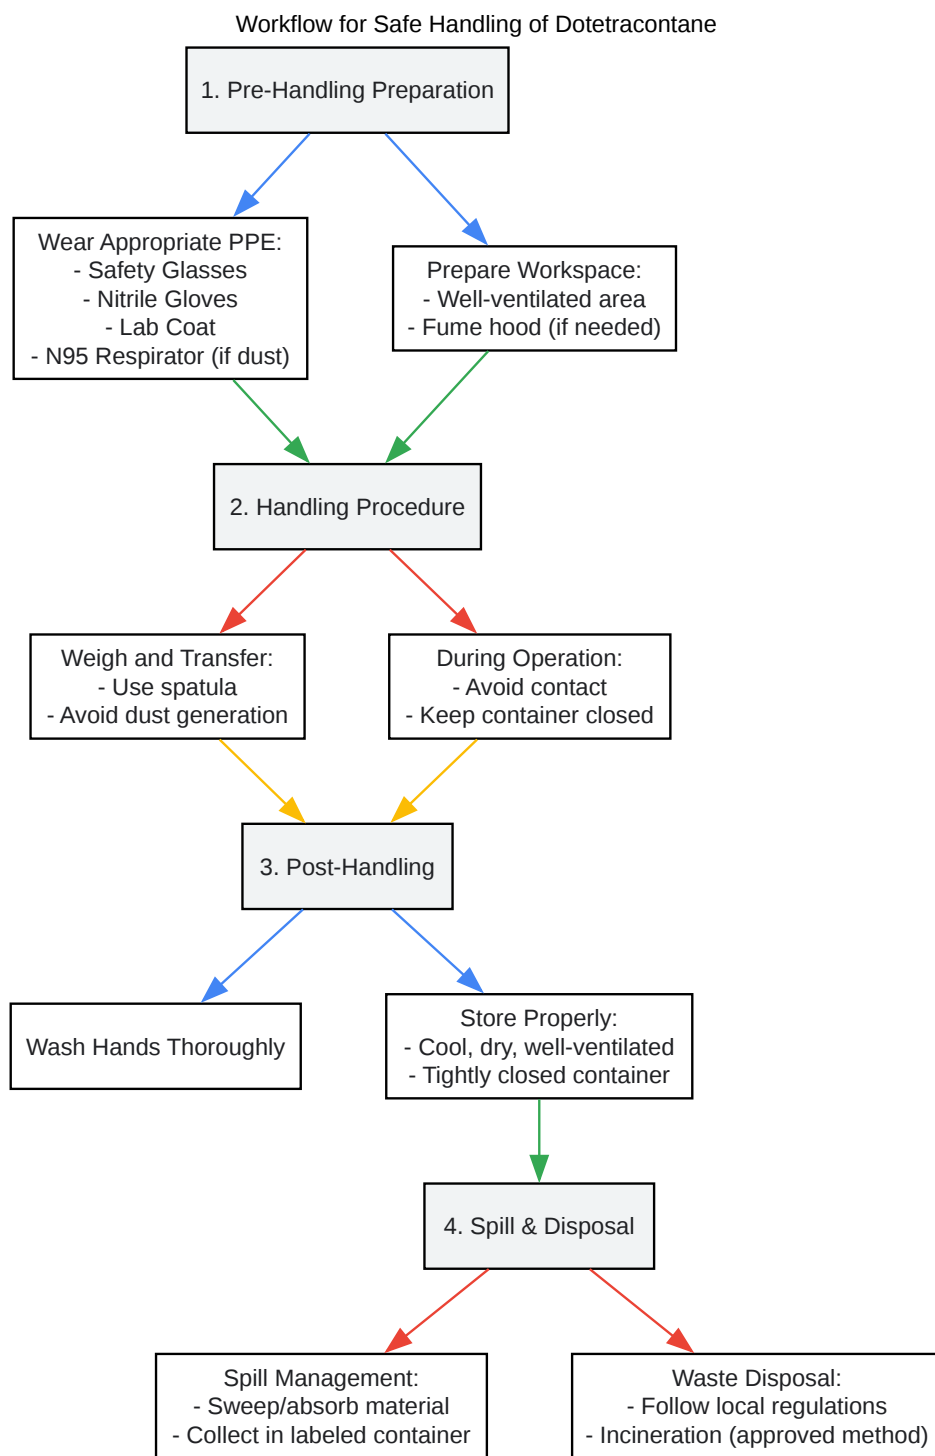 Workflow for Safe Handling of Dotetracontane
1. Pre-Handling Preparation
Wear Appropriate PPE:
- Safety Glasses
- Nitrile Gloves
- Lab Coat
- N95 Respirator (if dust)
Prepare Workspace:
- Well-ventilated area
- Fume hood (if needed)
2. Handling Procedure
Weigh and Transfer:
- Use spatula
- Avoid dust generation
During Operation:
- Avoid contact
- Keep container closed
3. Post-Handling
Wash Hands Thoroughly
Store Properly:
- Cool, dry, well-ventilated
- Tightly closed container
4. Spill & Disposal
Spill Management:
- Sweep/absorb material
- Collect in labeled container
Waste Disposal:
- Follow local regulations
- Incineration (approved method)